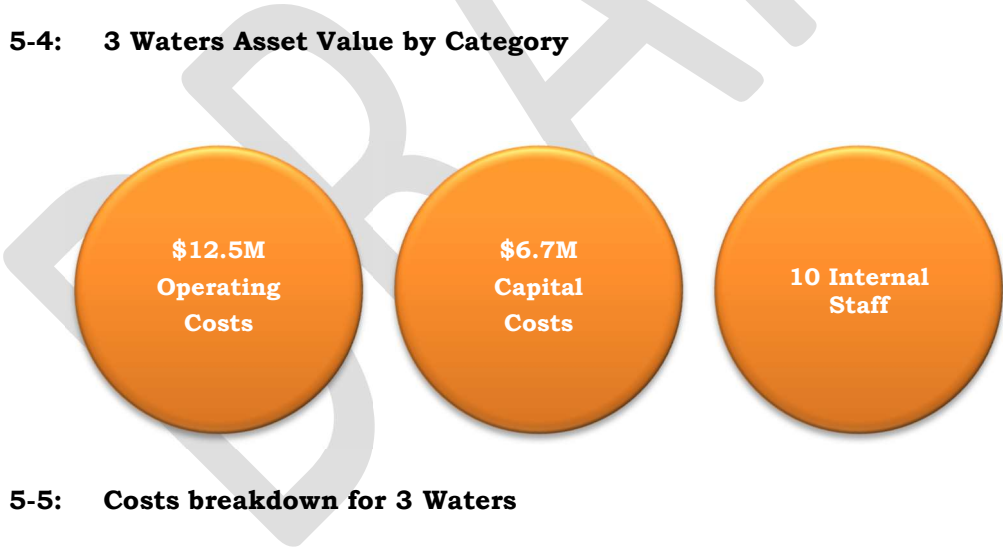 5-4: 3 Waters Asset Value by Category
$12.5M
Operating
Costs
$6.7M
Capital
Costs
10 Internal
Staff
5-5: Costs breakdown for 3 Waters